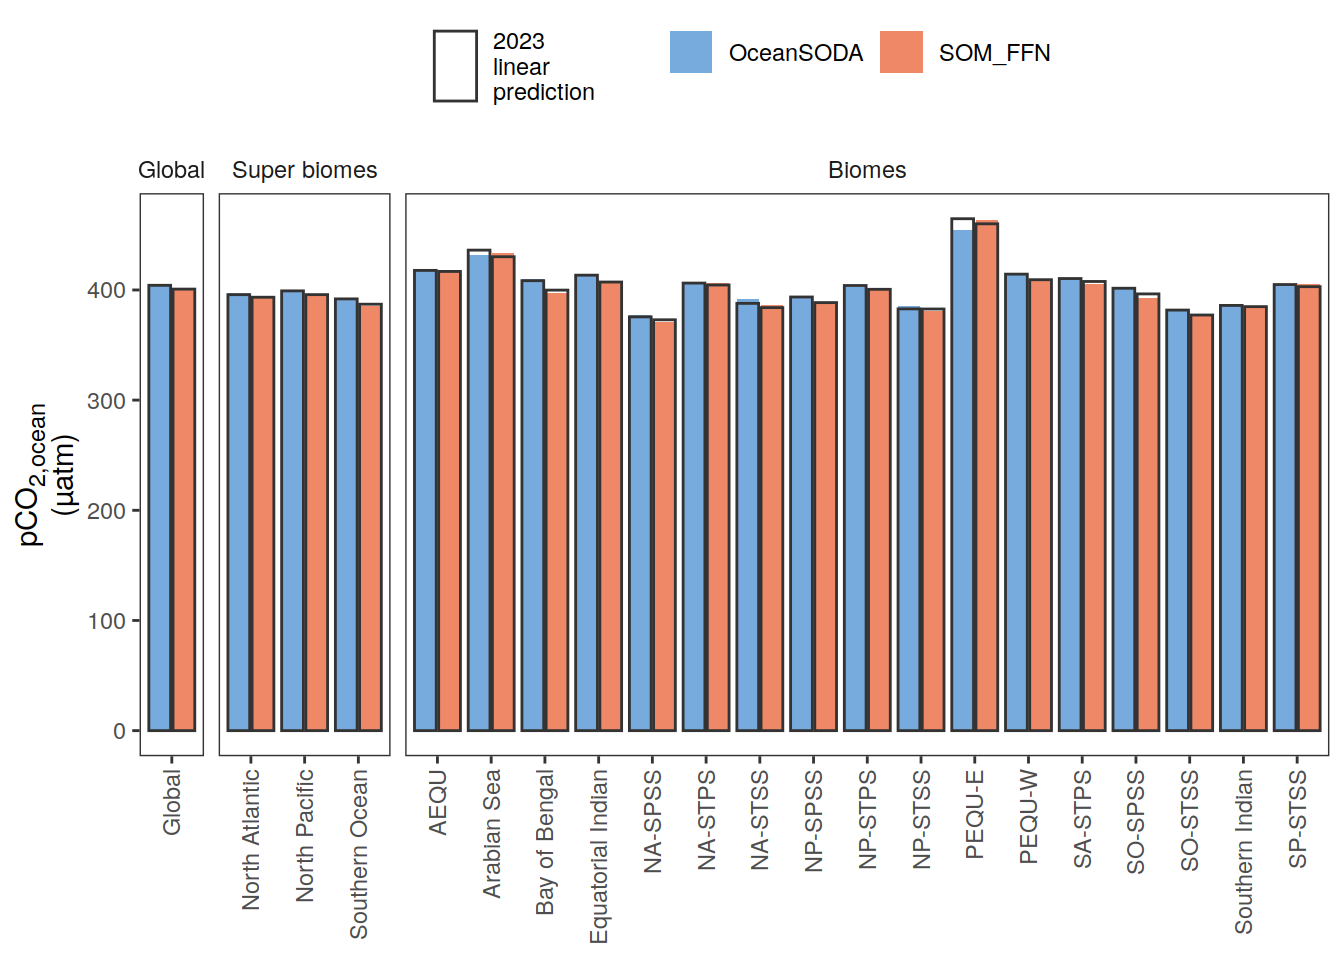 2023
linear
prediction
OceanSODA
SOM_FFN
Global
Super biomes
Biomes
pCO2,ocean
(µatm)
400
300
200
100
0
Global
North Atlantic
North Pacific
Southern Ocean
AEQU
Arabian Sea
Bay of Bengal
Equatorial Indian
NA-SPSS
NA-STPS
NA-STSS
NP-SPSS
NP-STPS
NP-STSS
PEQU-E
PEQU-W
SA-STPS
SO-SPSS
SO-STSS
Southern Indian
SP-STSS